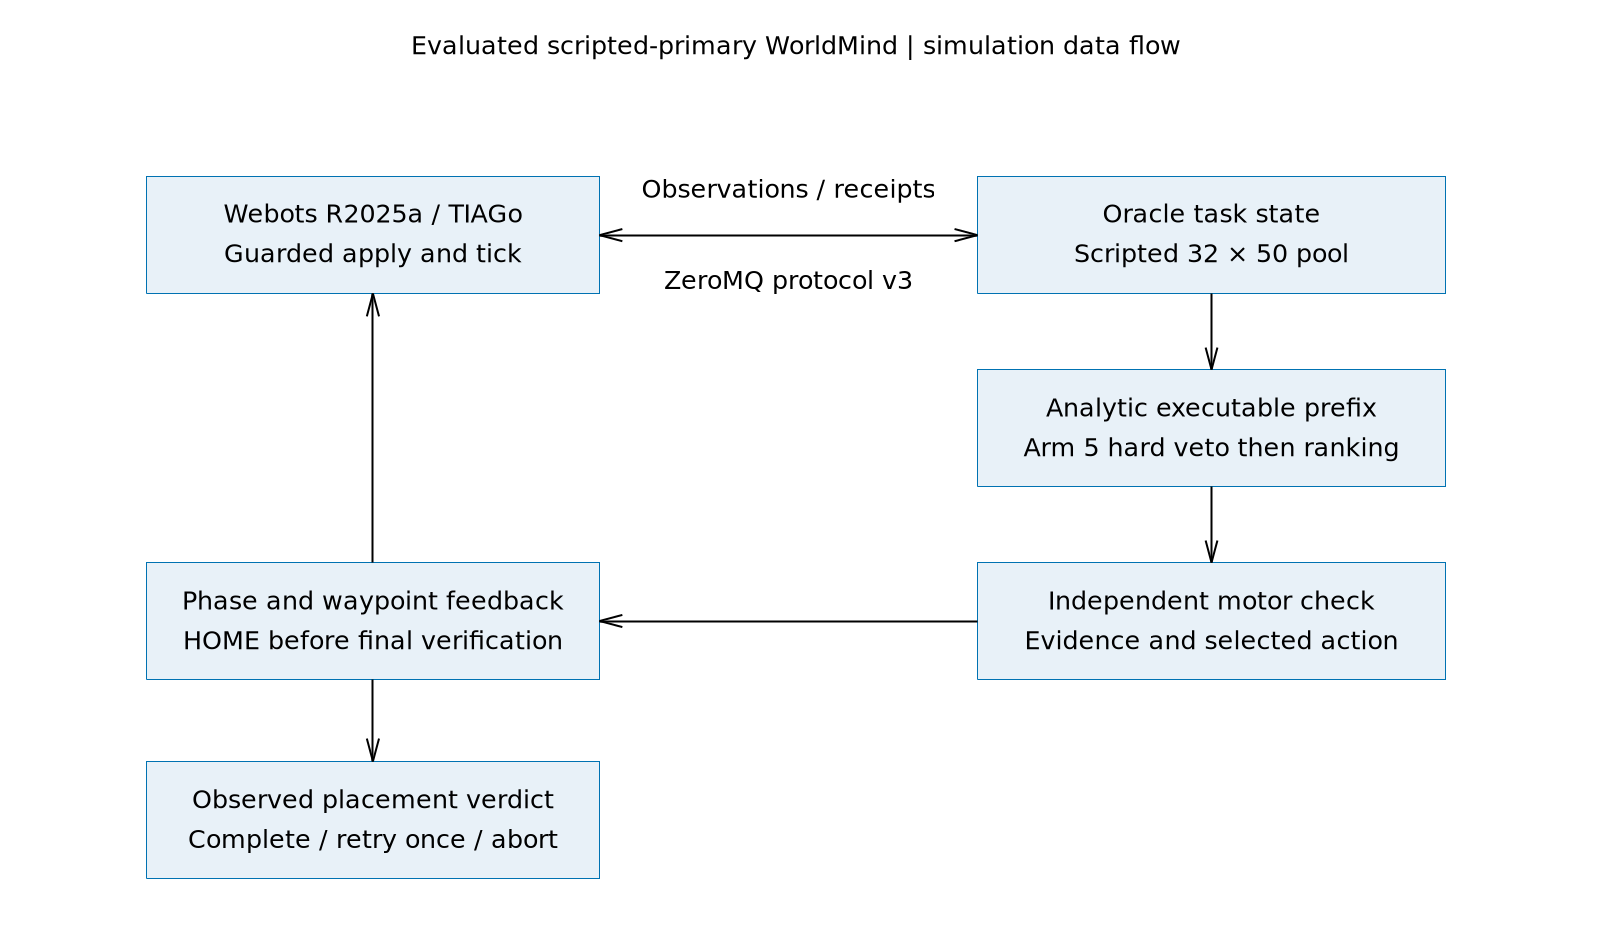 Evaluated scripted-primary WorldMind | simulation data flow
Webots R2025a / TIAGo
Guarded apply and tick
Observations / receipts
ZeroMQ protocol v3
Oracle task state
Scripted 32 × 50 pool
Analytic executable prefix
Arm 5 hard veto then ranking
Phase and waypoint feedback
HOME before final verification
Independent motor check
Evidence and selected action
Observed placement verdict
Complete / retry once / abort